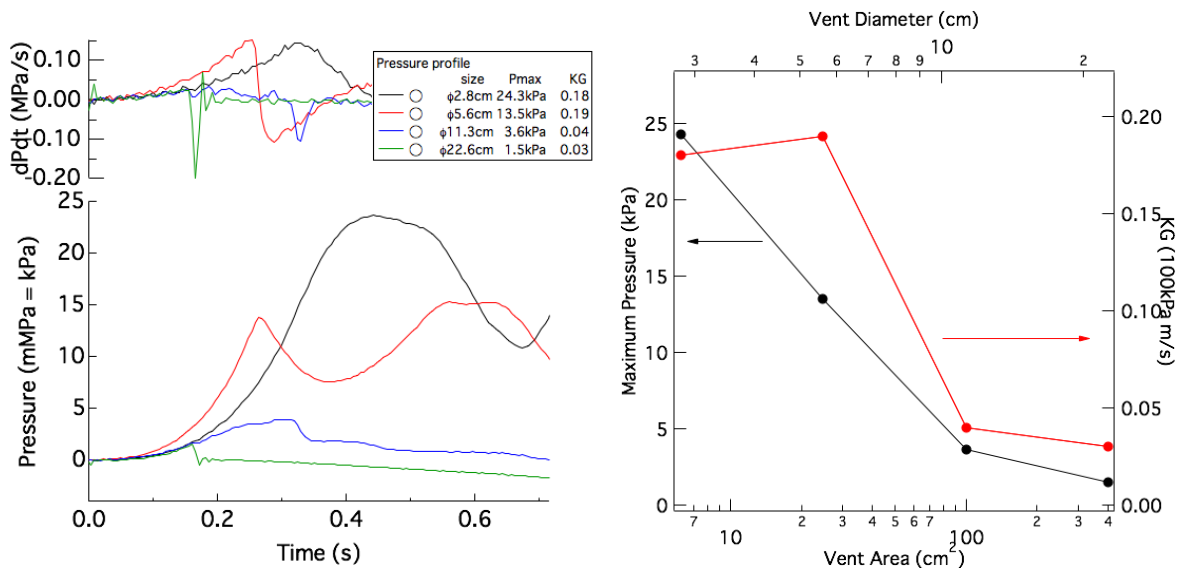 dPdt (MPa/s)
0.15
0.00
0.10
-0.20
Pressure profile
size Pmax KG
ϕ2.8cm 24.3kPa 0.18
ϕ5.6cm 13.5kPa 0.19
ϕ11.3cm 3.6kPa 0.04
ϕ22.6cm 1.5kPa 0.03
Pressure (mMPa = kPa)
25
20
15
10
5
0
0.0 0.2 0.4 0.6
Time (s)
Vent Diameter (cm)
3 4 5 6 7 8 9 10 2
Maximum Pressure (kPa)
25
20
15
10
5
0
0.20
0.15
0.10
0.05
0.00
KG (100kPa m/s)
7 10 2 3 4 5 6 7 100 2 3 4
Vent Area (cm²)